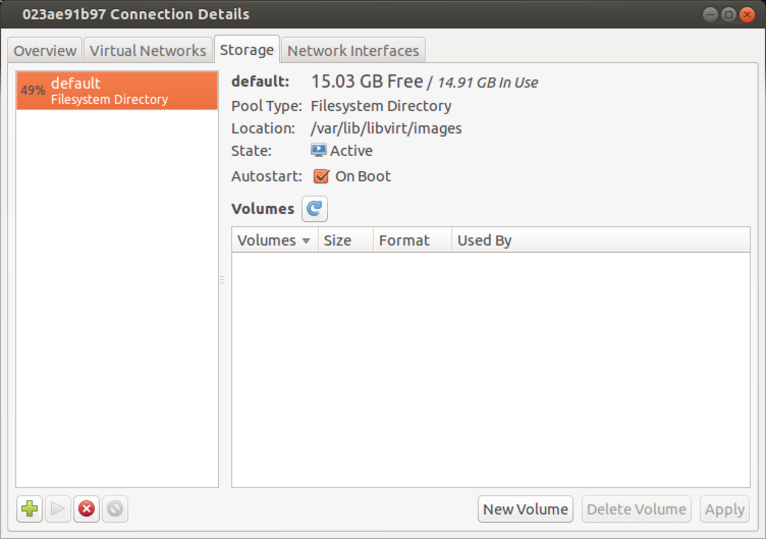 023ae91b97 Connection Details
Overview Virtual Networks Storage Network Interfaces
49% default
Filesystem Directory
default: 15.03 GB Free / 14.91 GB In Use
Pool Type: Filesystem Directory
Location: /var/lib/libvirt/images
State: Active
Autostart: On Boot
Volumes
Volumes Size Format Used By
New Volume Delete Volume Apply